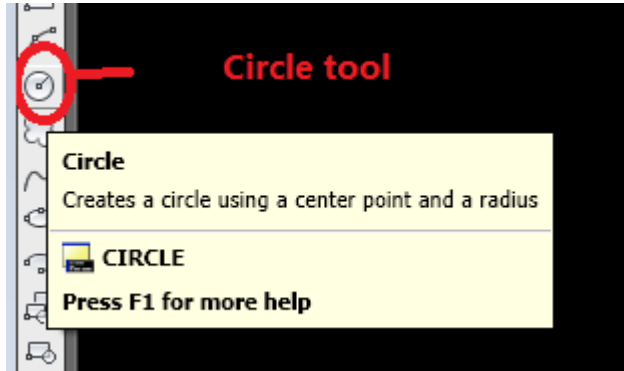 Circle tool
Circle
Creates a circle using a center point and a radius
CIRCLE
Press F1 for more help